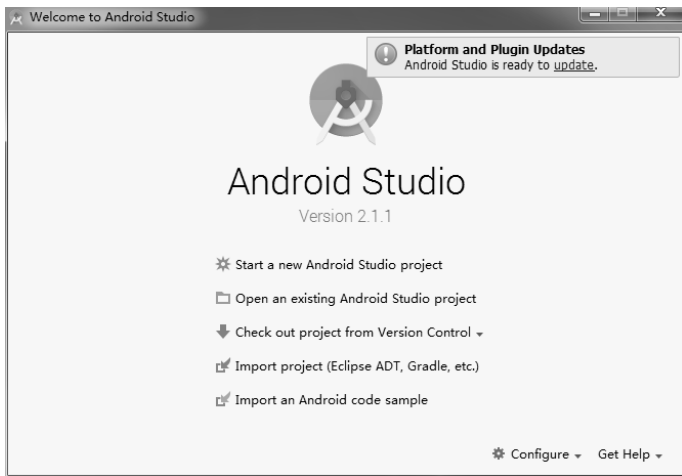 Welcome to Android Studio
Platform and Plugin Updates
Android Studio is ready to update.
Android Studio
Version 2.1.1
Start a new Android Studio project
Open an existing Android Studio project
Check out project from Version Control
Import project (Eclipse ADT, Gradle, etc.)
Import an Android code sample
Configure Get Help